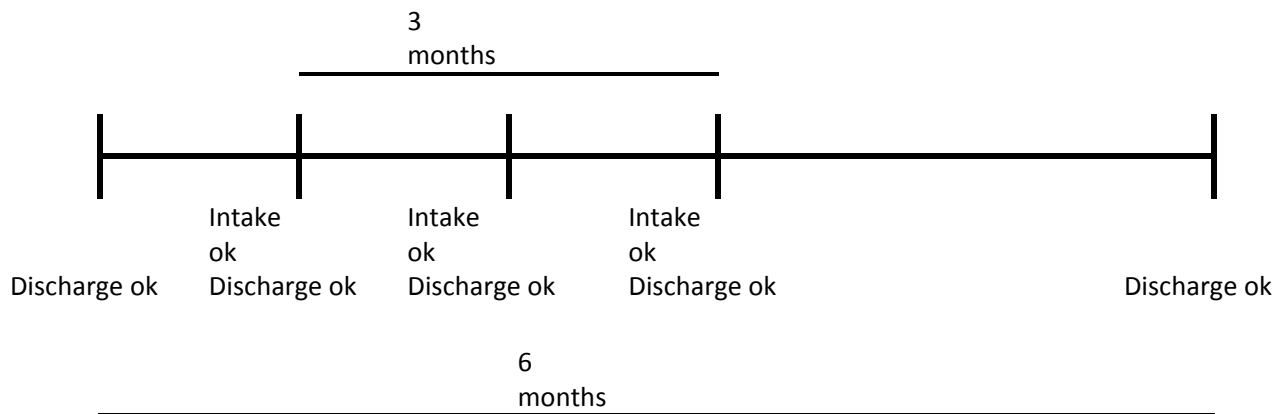 3
months
Intake
ok
Intake
ok
Intake
ok
Discharge ok
Discharge ok
Discharge ok
Discharge ok
Discharge ok
6
months